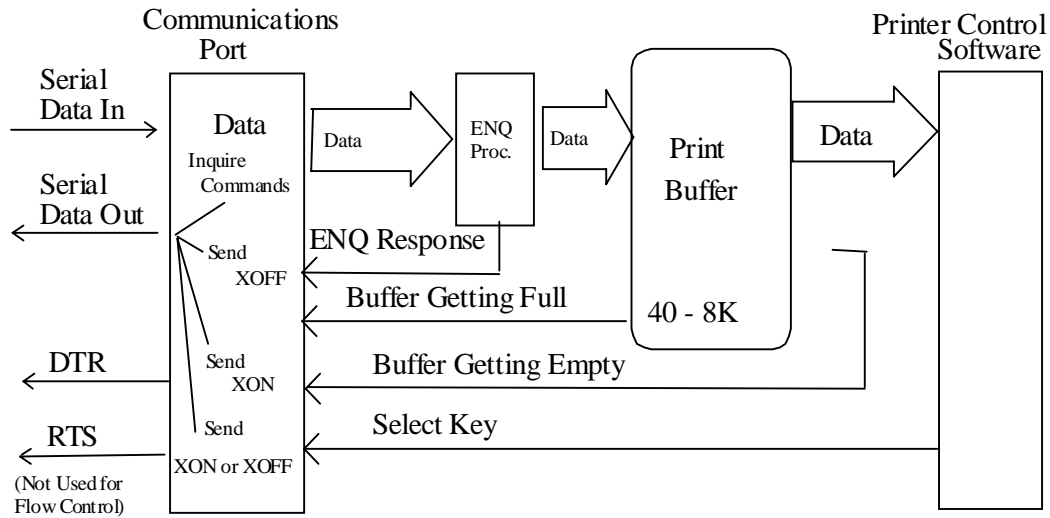 Communications
Port
Printer Control
Software
Serial
Data In
Data
Data
ENQ
Proc.
Data
Print
Buffer
Data
Inquire
Commands
Serial
Data Out
Send
XOFF
ENQ Response
Buffer Getting Full
40 - 8K
DTR
Send
XON
Buffer Getting Empty
RTS
Send
XON or XOFF
Select Key
(Not Used for
Flow Control)